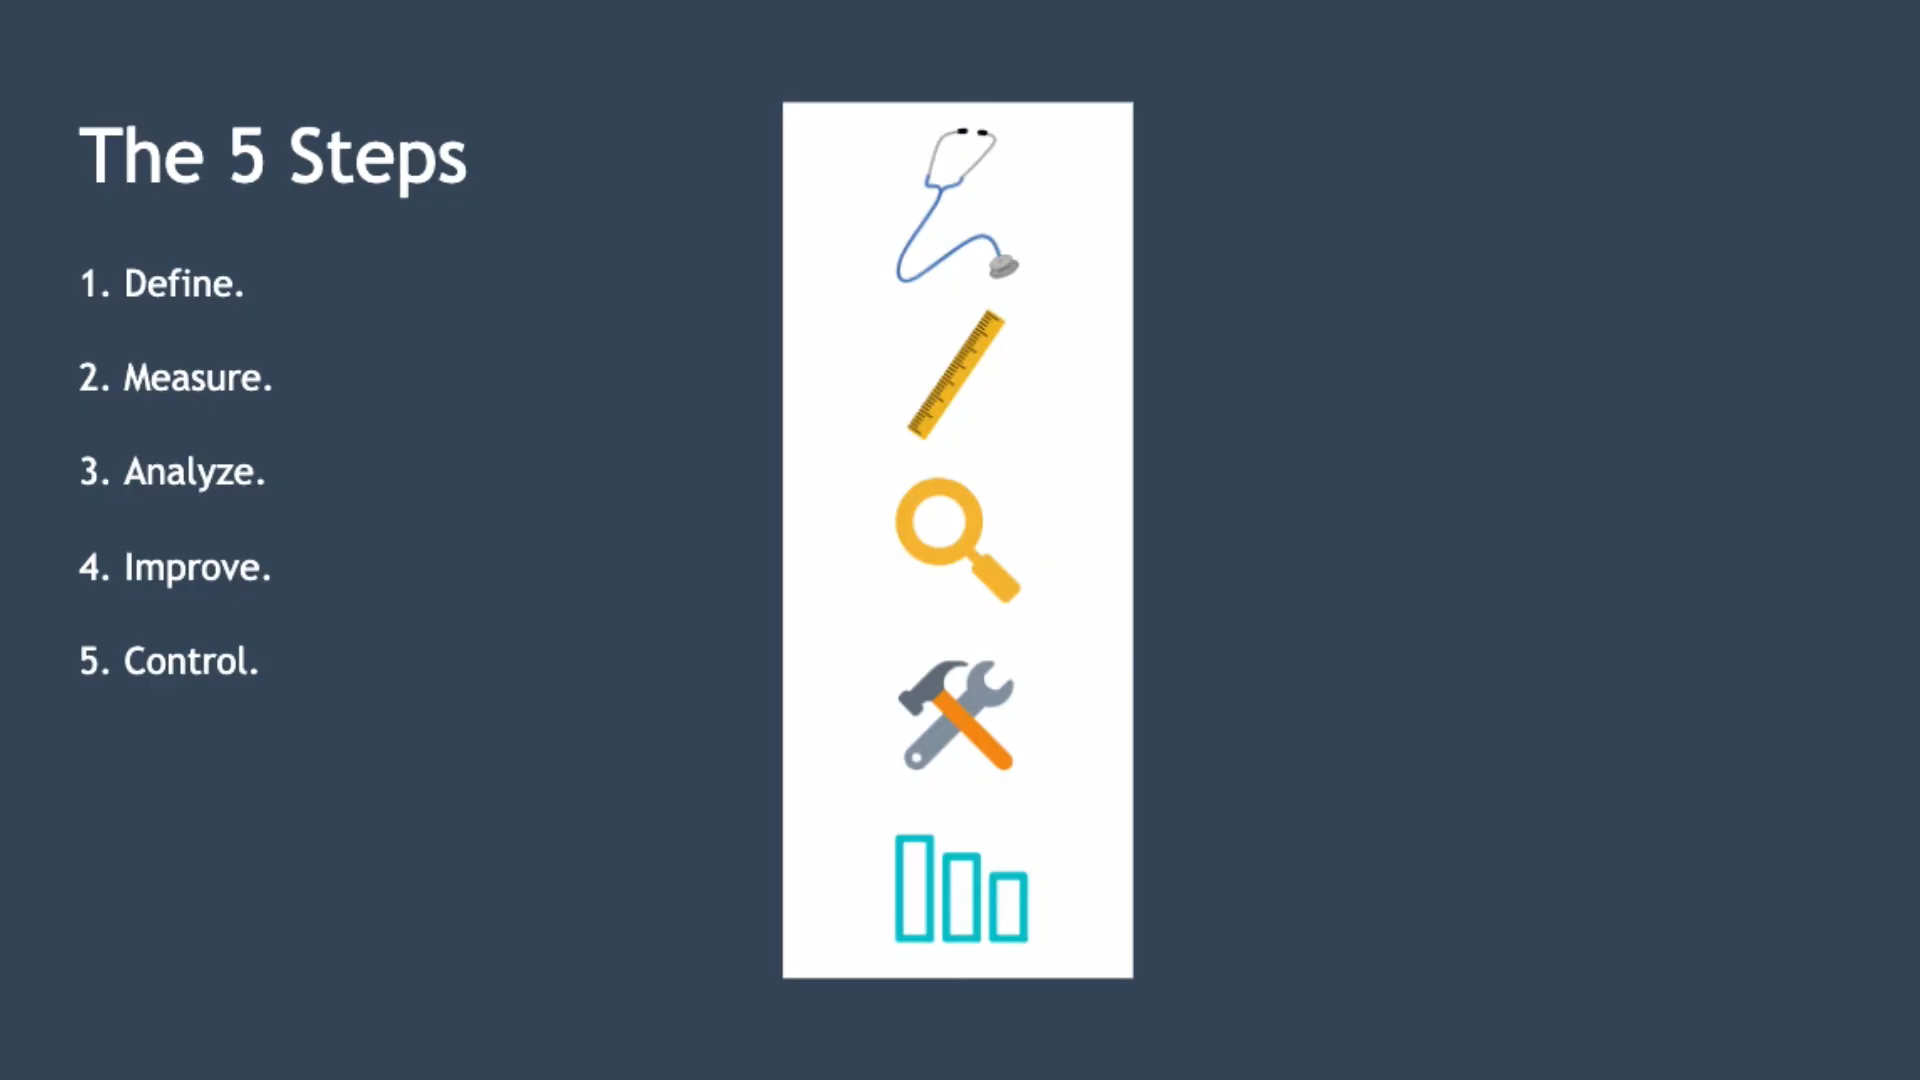 The 5 Steps
1. Define.
2. Measure.
3. Analyze.
4. Improve.
5. Control.